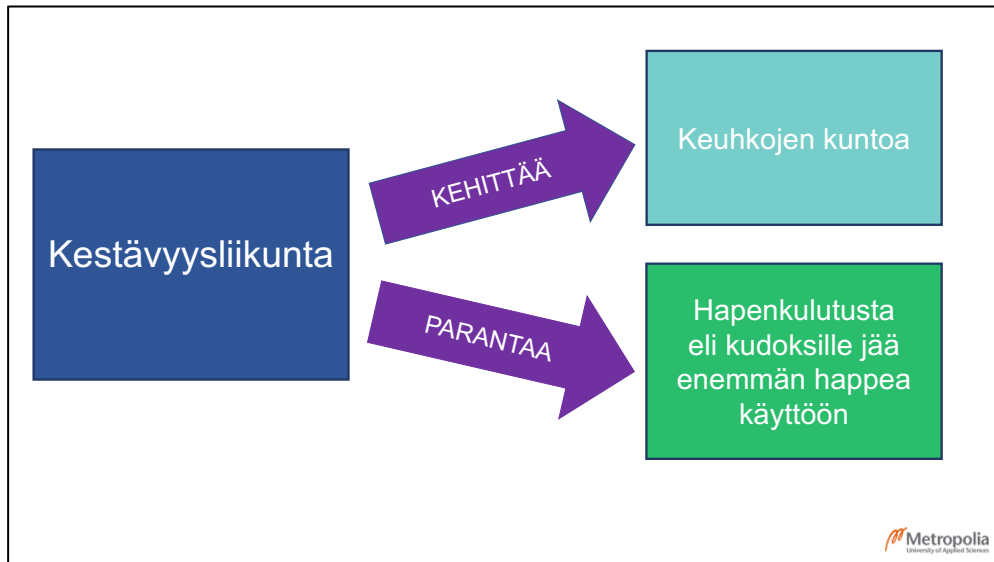 Kestävyysliikunta
KEHITTÄÄ
Keuhkojen kuntoa
PARANTAA
Hapenkulutusta
eli kudoksille jää
enemmän happea
käyttöön
Metropolia
University of Applied Sciences